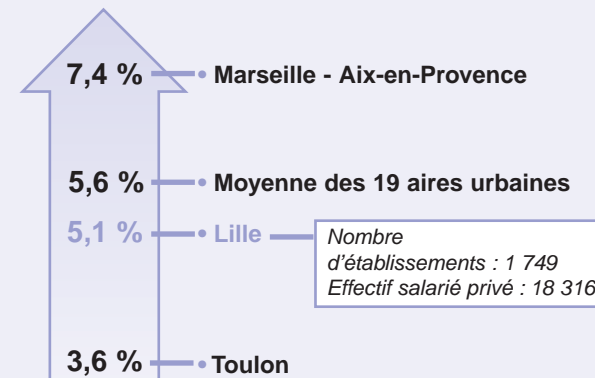 7,4 % • Marseille - Aix-en-Provence
5,6 % • Moyenne des 19 aires urbaines
5,1 % • Lille
Nombre
d'établissements : 1 749
Effectif salarié privé : 18 316
3,6 % • Toulon